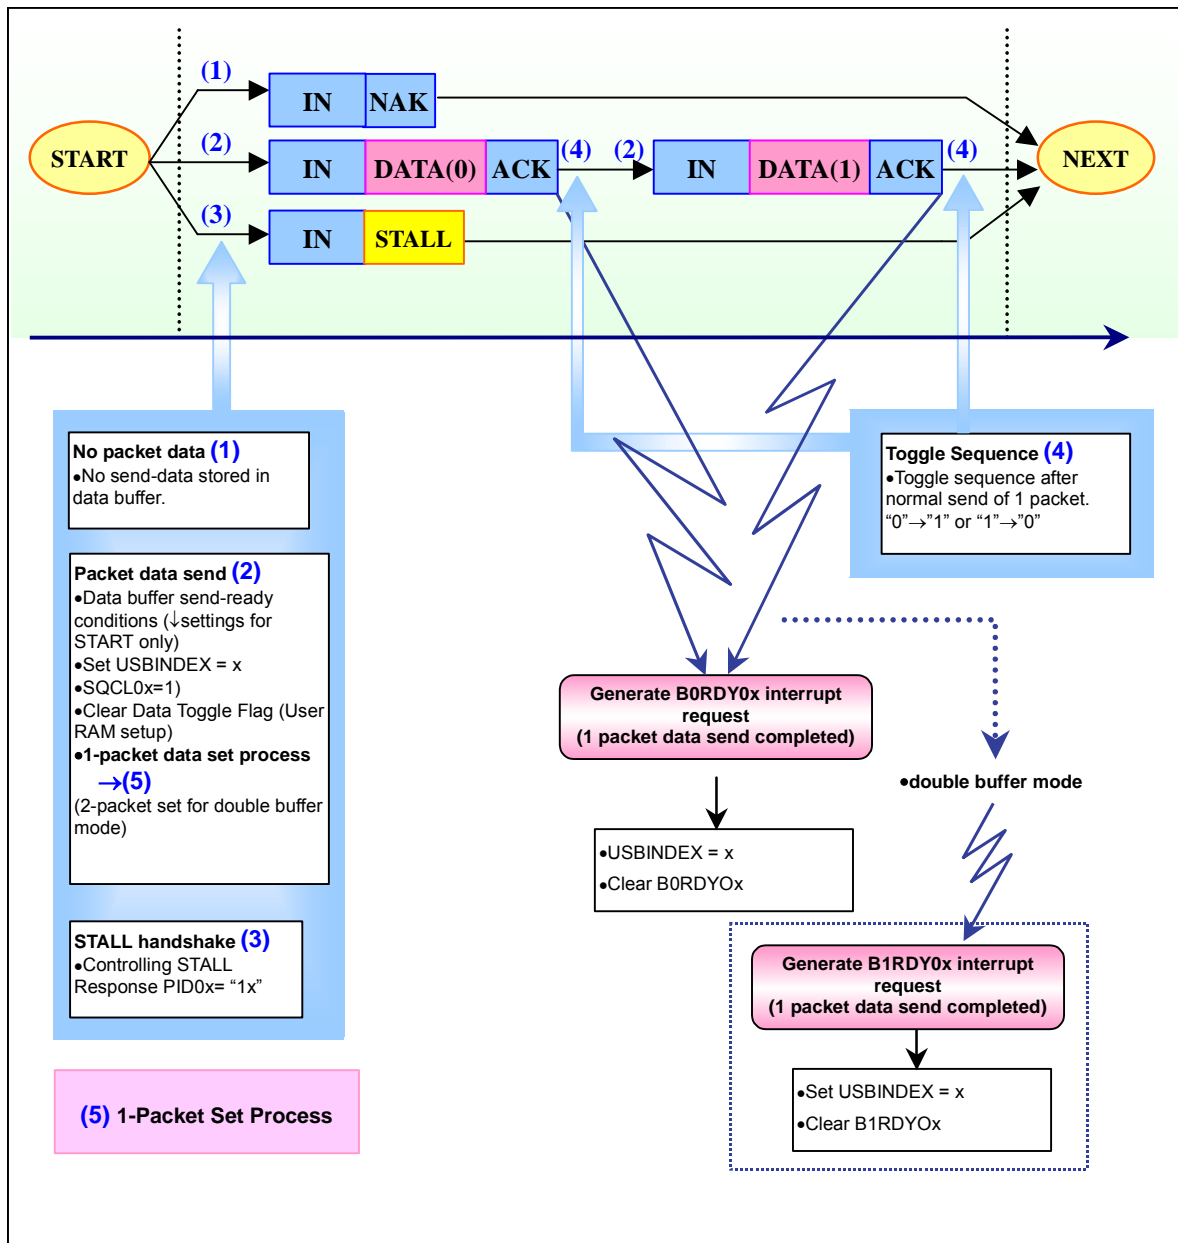 (1)
IN NAK
START
(2)
IN DATA(0) ACK
(4)
(2)
IN DATA(1) ACK
(4)
NEXT
(3)
IN STALL
No packet data (1)
•No send-data stored in
data buffer.
Packet data send (2)
•Data buffer send-ready
conditions (↓settings for
START only)
•Set USBINDEX = x
•SQCL0x=1)
•Clear Data Toggle Flag (User
RAM setup)
•1-packet data set process
→(5)
(2-packet set for double buffer
mode)
STALL handshake (3)
•Controlling STALL
Response PID0x= “1x”
(5) 1-Packet Set Process
Toggle Sequence (4)
•Toggle sequence after
normal send of 1 packet.
“0”→”1” or “1”→”0”
Generate B0RDY0x interrupt
request
(1 packet data send completed)
•USBINDEX = x
•Clear B0RDYOx
•double buffer mode
Generate B1RDY0x interrupt
request
(1 packet data send completed)
•Set USBINDEX = x
•Clear B1RDYOx